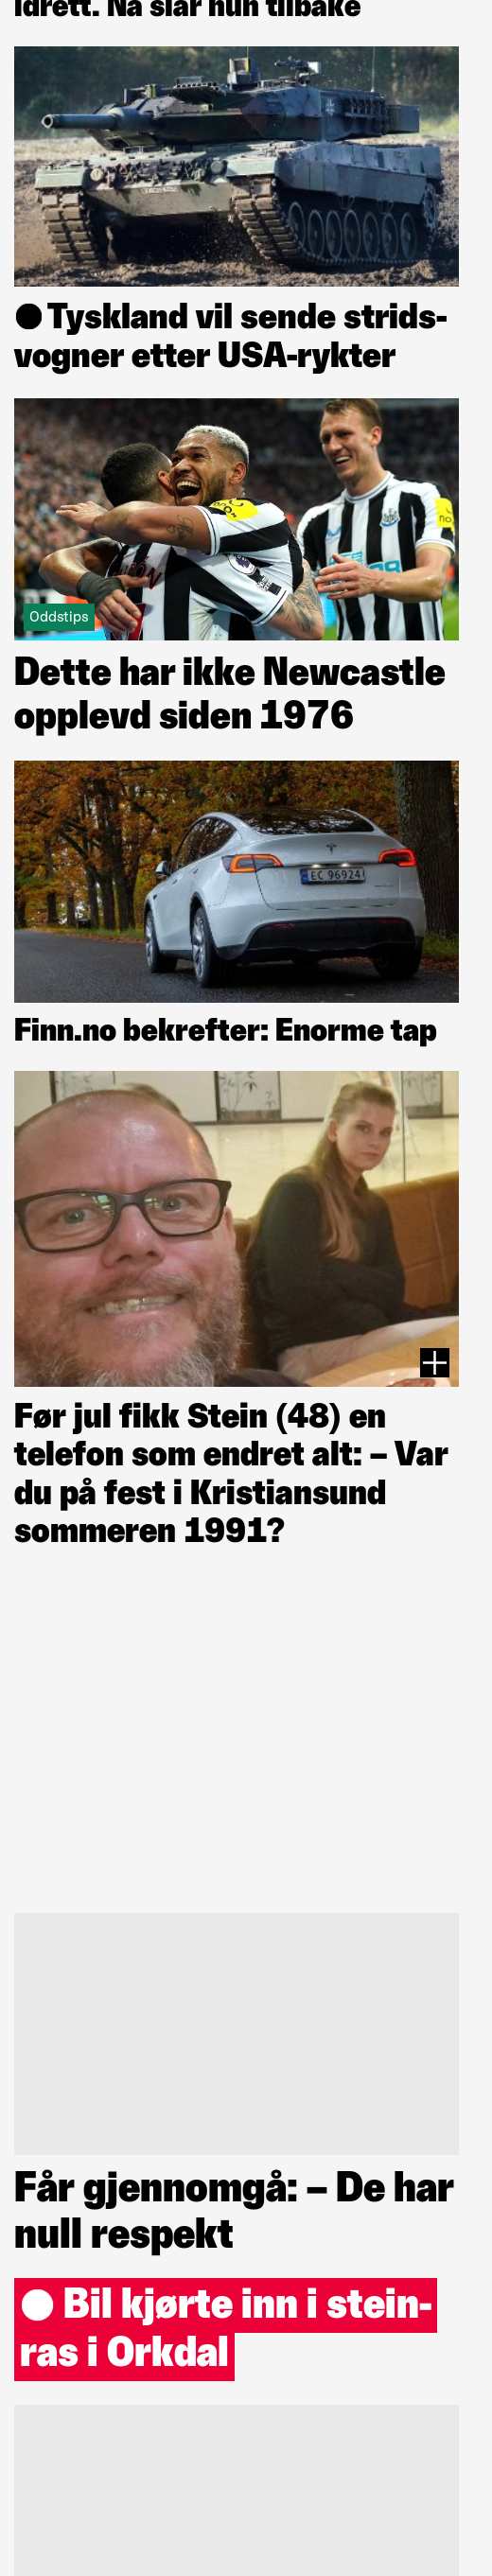 idrett. Nå slår hun tilbake
Tyskland vil sende strids-
vogner etter USA-rykter
Oddstips
Dette har ikke Newcastle
opplevd siden 1976
EC 96924
Finn.no bekrefter: Enorme tap
Før jul fikk Stein (48) en
telefon som endret alt: – Var
du på fest i Kristiansund
sommeren 1991?
Får gjennomgå: – De har
null respekt
Bil kjørte inn i stein-
ras i Orkdal